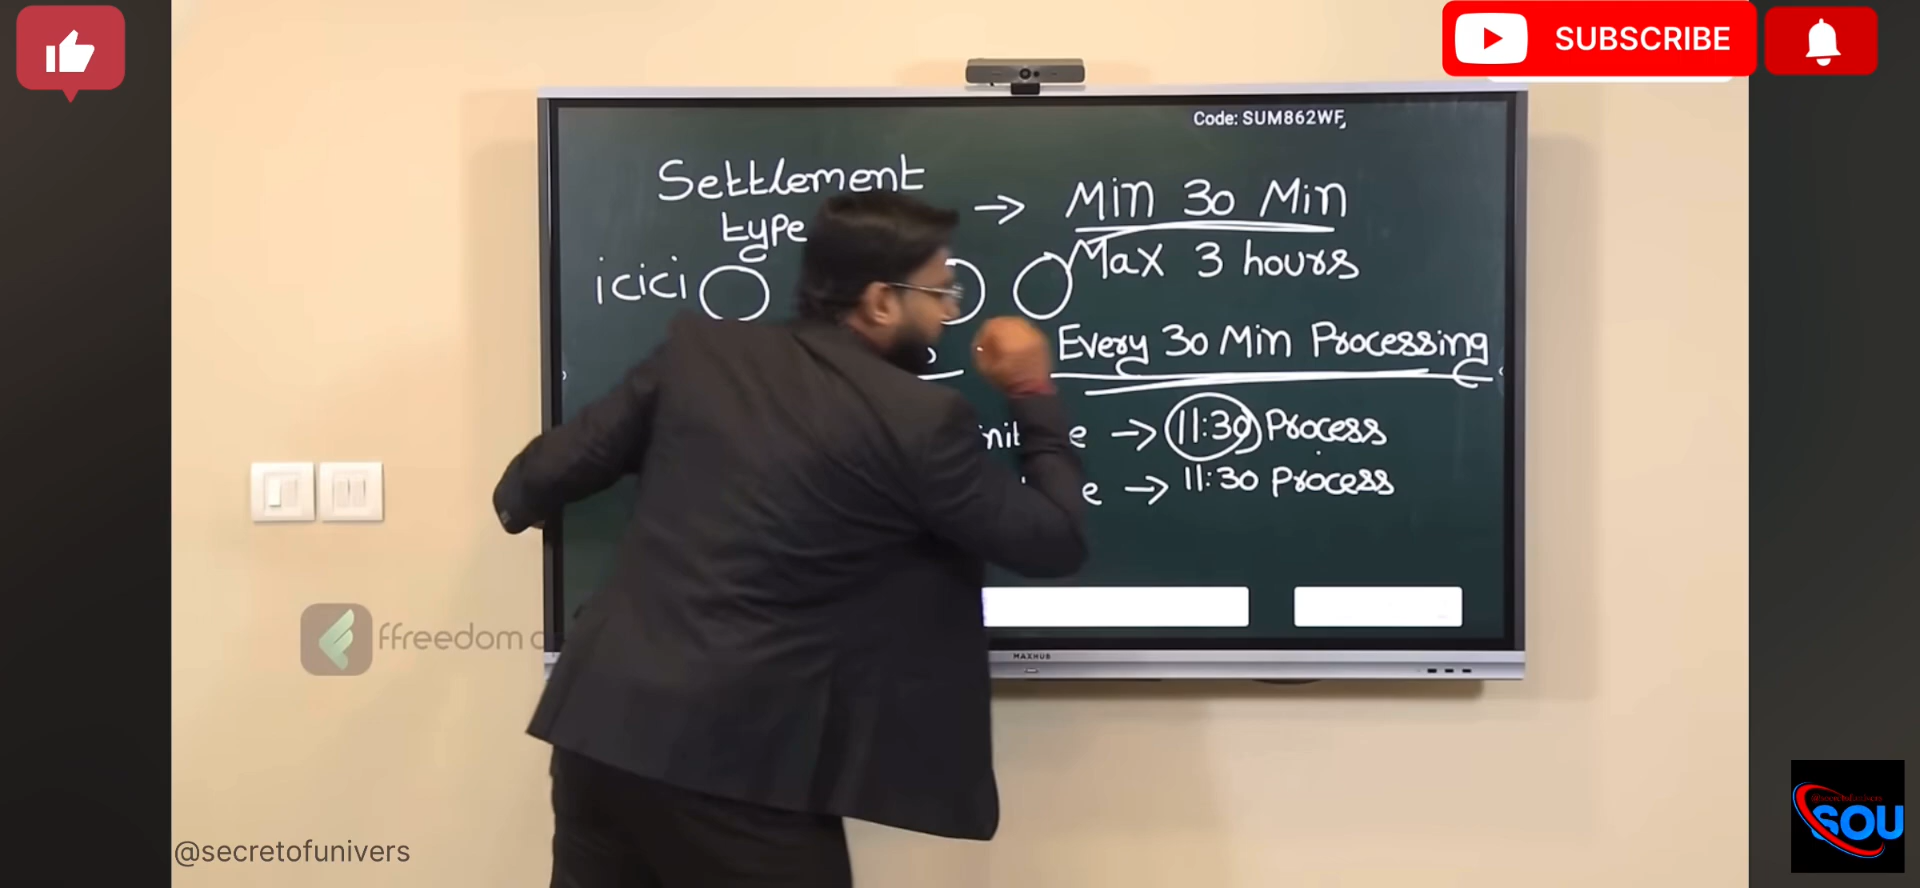 SUBSCRIBE
Code: SUM862WF
Settlement → Min 30 Min
type
icici Max 3 hours
Every 30 Min Processing
→ 11:30 Process
→ 11:30 Process
ffreedom
MAXHUB
@secretofunivers
SOU